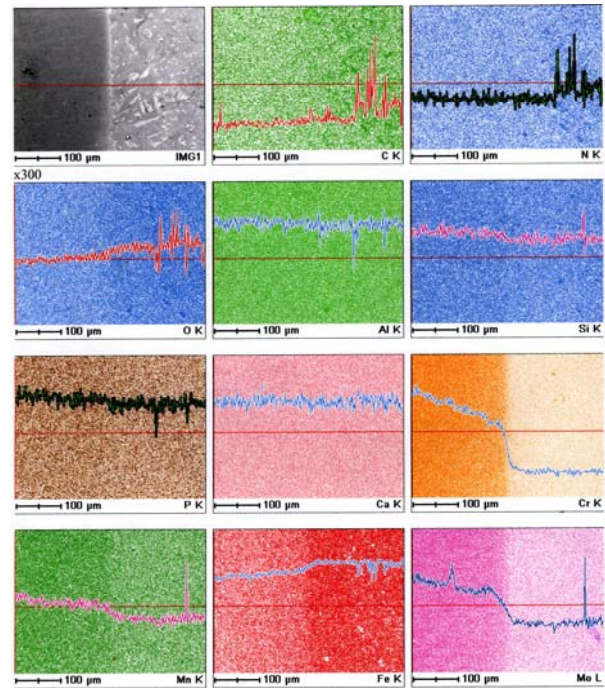 100 µm IMG1
100 µm C K
100 µm N K
x300
100 µm O K
100 µm Al K
100 µm Si K
100 µm P K
100 µm Ca K
100 µm Cr K
100 µm Mn K
100 µm Fe K
100 µm Mo L